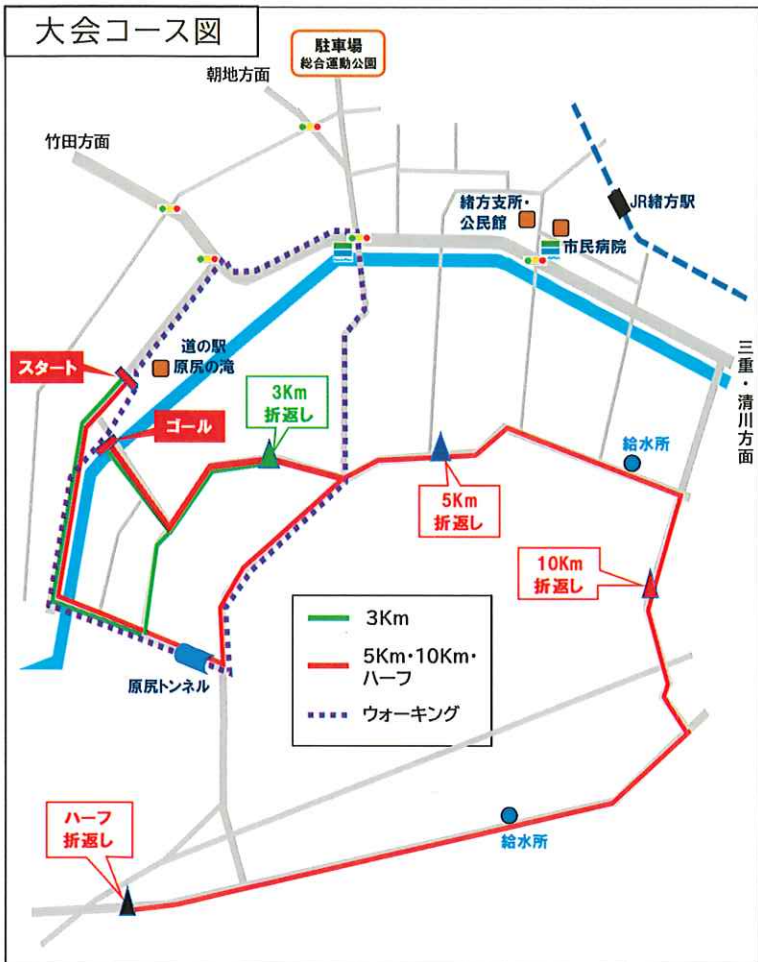 大会コース図
駐車場
総合運動公園
朝地方面
竹田方面
緒方支所・
公民館
JR緒方駅
市民病院
道の駅
原尻の滝
スタート
三重・清川方面
3Km
折返し
ゴール
給水所
5Km
折返し
10Km
折返し
3Km
5Km・10Km・
ハーフ
ウォーキング
原尻トンネル
ハーフ
折返し
給水所